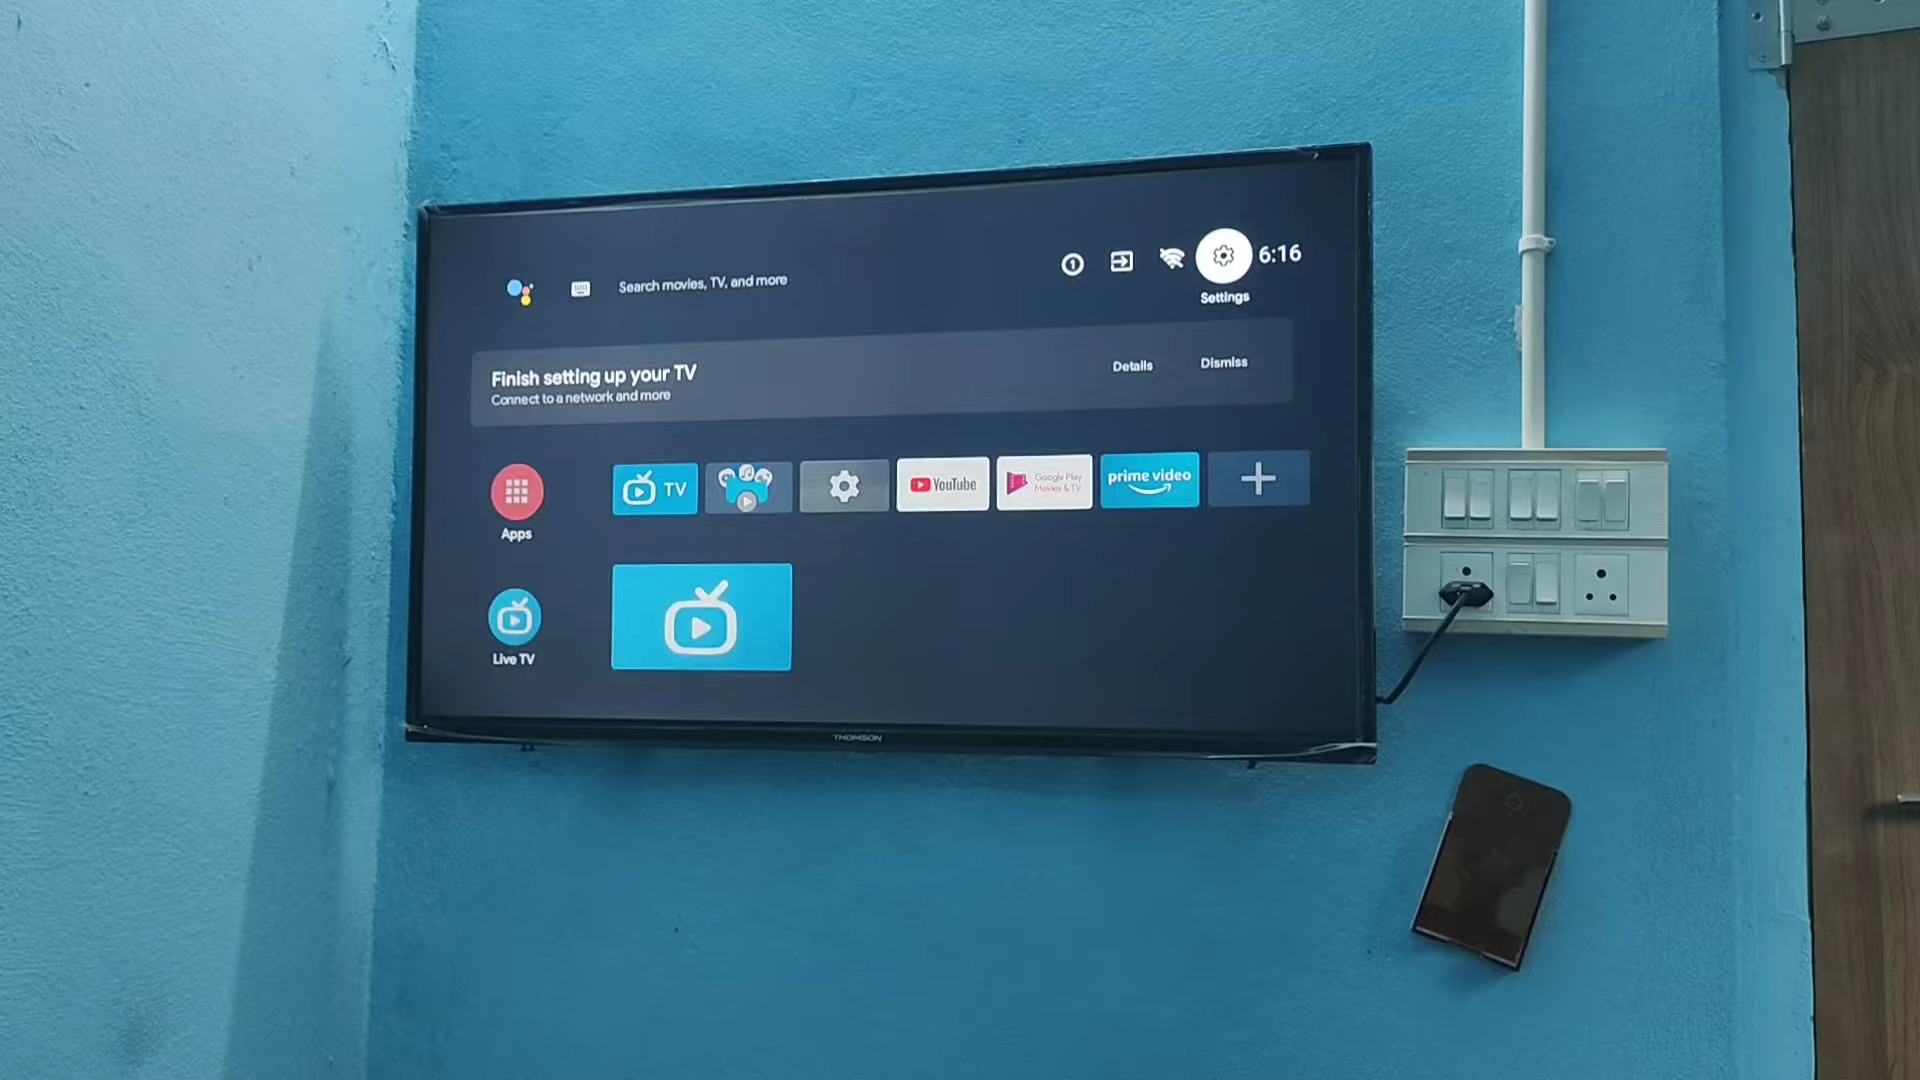 Search movies, TV, and more
1
6:16
Settings
Finish setting up your TV
Connect to a network and more
Details
Dismiss
TV
YouTube
Google Play
Movies & TV
prime video
Apps
Live TV
THOMSON